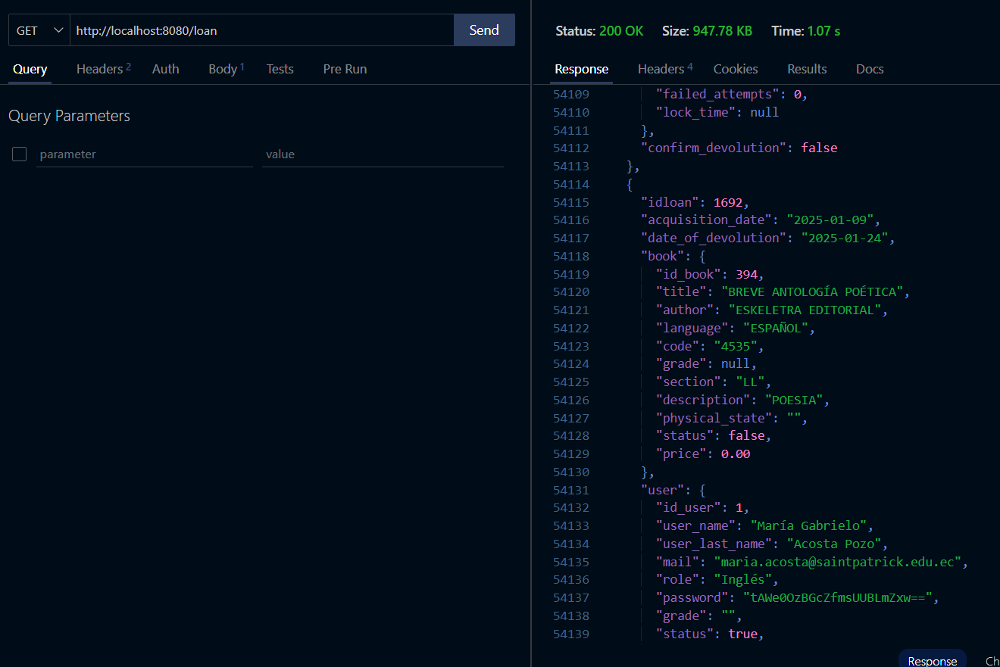 GET http://localhost:8080/loan Send
Query Headers 2 Auth Body 1 Tests Pre Run
Query Parameters
parameter value
Status: 200 OK Size: 947.78 KB Time: 1.07 s
Response Headers 4 Cookies Results Docs
54109 "failed_attempts": 0,
54110 "lock_time": null
54111 },
54112 "confirm_devolution": false
54113 },
54114 {
54115 "idloan": 1692,
54116 "acquisition_date": "2025-01-09",
54117 "date_of_devolution": "2025-01-24",
54118 "book": {
54119 "id_book": 394,
54120 "title": "BREVE ANTOLOGÍA POÉTICA",
54121 "author": "ESKELETRA EDITORIAL",
54122 "language": "ESPAÑOL",
54123 "code": "4535",
54124 "grade": null,
54125 "section": "LL",
54126 "description": "POESIA",
54127 "physical_state": "",
54128 "status": false,
54129 "price": 0.00
54130 },
54131 "user": {
54132 "id_user": 1,
54133 "user_name": "María Gabrielo",
54134 "user_last_name": "Acosta Pozo",
54135 "mail": "maria.acosta@saintpatrick.edu.ec",
54136 "role": "Inglés",
54137 "password": "tAWe0OzBGcZfmsUUBLmZxw==",
54138 "grade": "",
54139 "status": true,
Response Ch